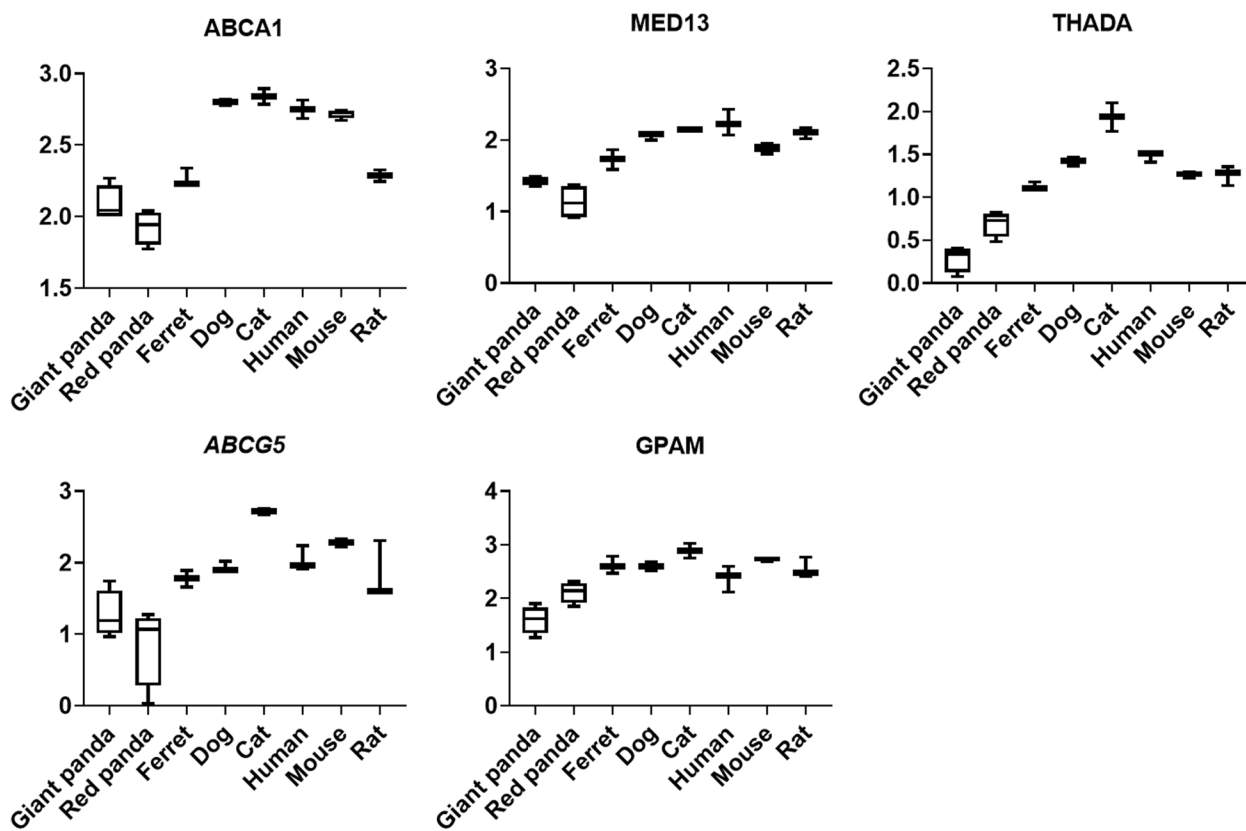 ABCA1
3.0
2.5
2.0
1.5
Giant panda
Red panda
Ferret
Dog
Cat
Human
Mouse
Rat
MED13
3
2
1
0
Giant panda
Red panda
Ferret
Dog
Cat
Human
Mouse
Rat
THADA
2.5
2.0
1.5
1.0
0.5
0.0
Giant panda
Red panda
Ferret
Dog
Cat
Human
Mouse
Rat
ABCG5
3
2
1
0
Giant panda
Red panda
Ferret
Dog
Cat
Human
Mouse
Rat
GPAM
4
3
2
1
0
Giant panda
Red panda
Ferret
Dog
Cat
Human
Mouse
Rat